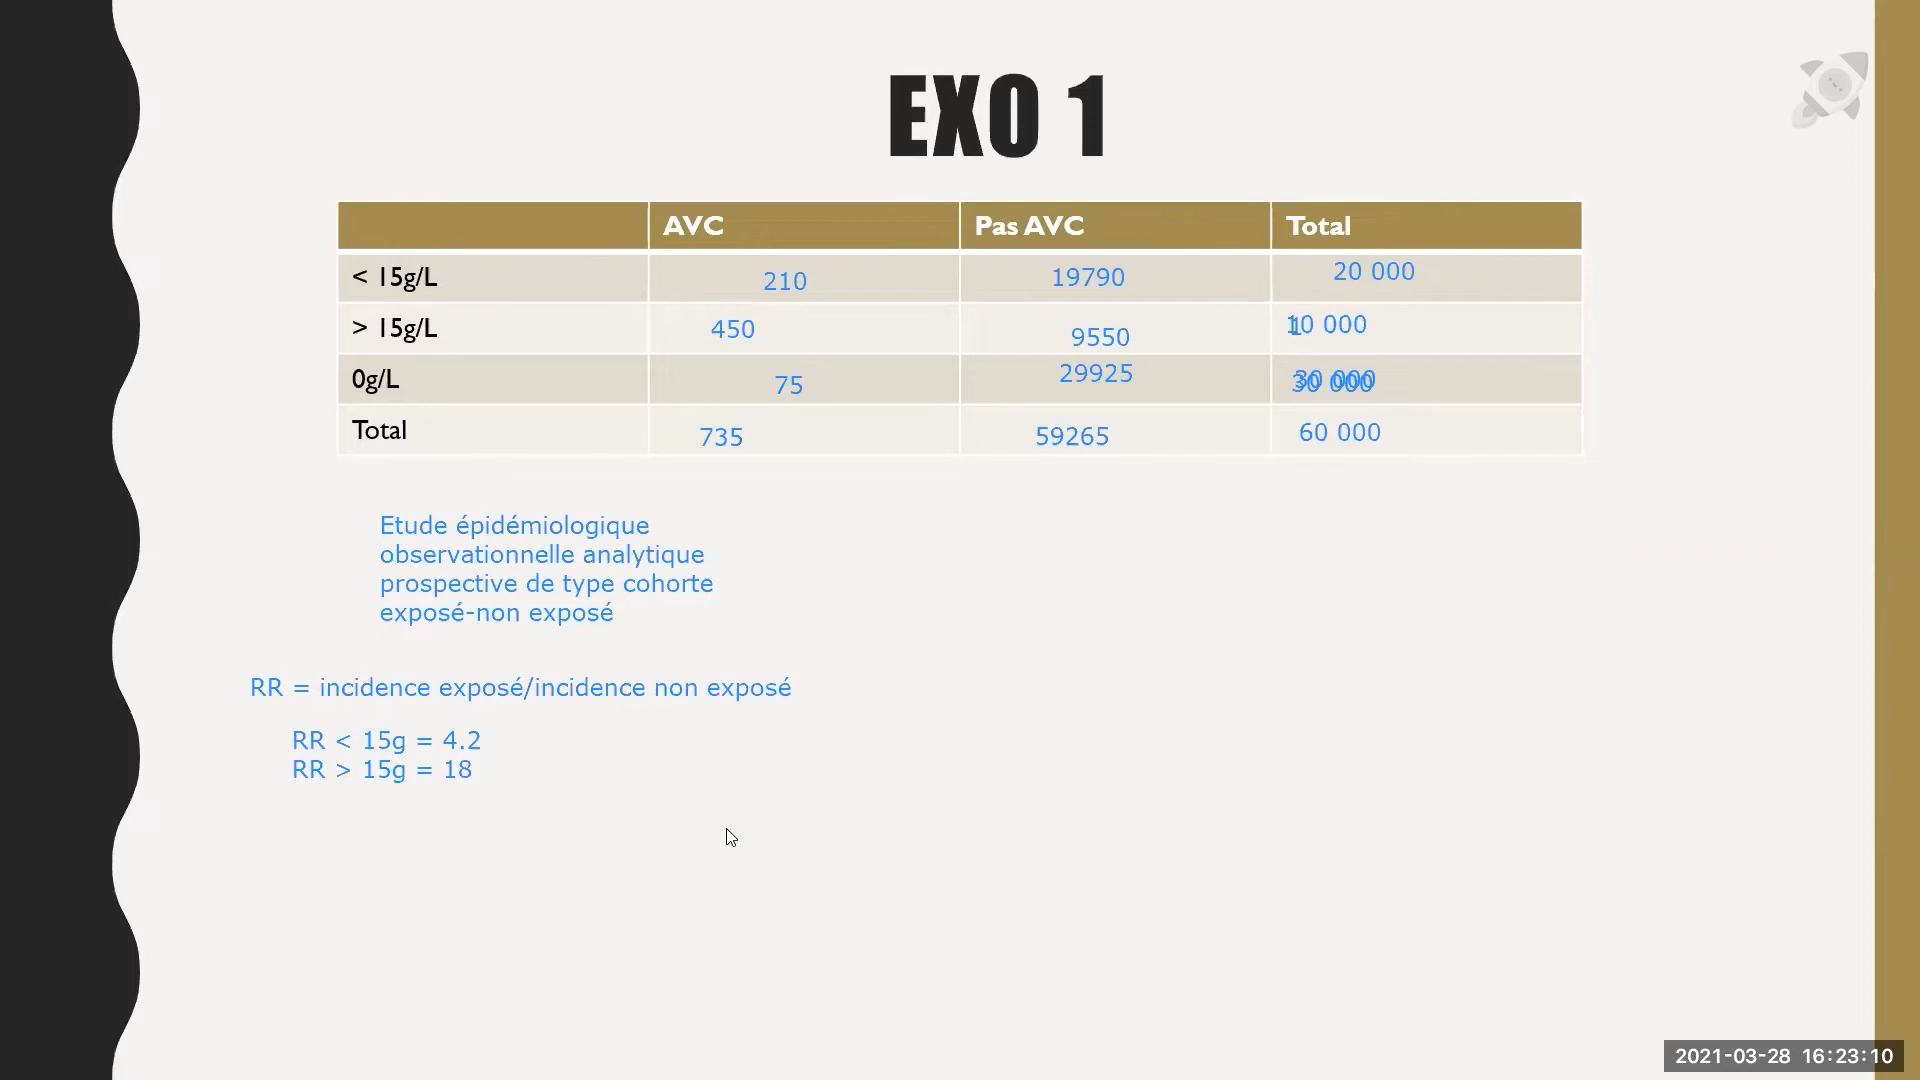 EXO 1
AVC Pas AVC Total
< 15g/L 210 19790 20 000
> 15g/L 450 9550 10 000
0g/L 75 29925 30 000
Total 735 59265 60 000
Etude épidémiologique
observationnelle analytique
prospective de type cohorte
exposé-non exposé
RR = incidence exposé/incidence non exposé
RR < 15g = 4.2
RR > 15g = 18
2021-03-28 16:23:10